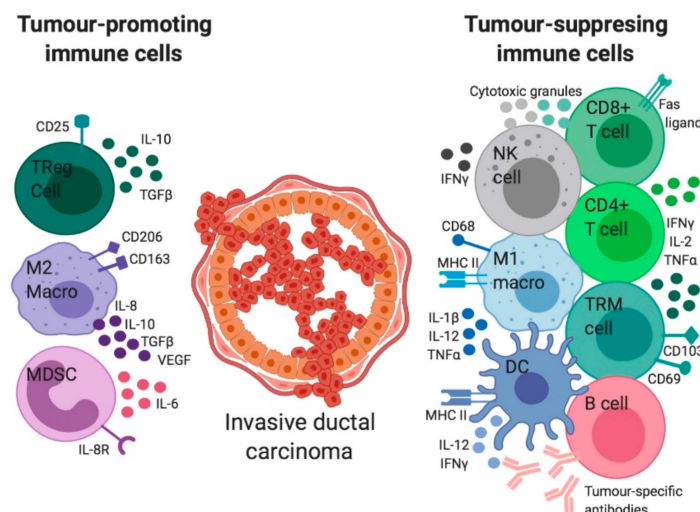 Tumour-promoting
immune cells
CD25
IL-10
TReg
Cell
TGFβ
CD206
CD163
M2
Macro
IL-8
IL-10
TGFβ
VEGF
MDSC
IL-6
IL-8R
Invasive ductal
carcinoma
Tumour-suppresing
immune cells
Cytotoxic granules
CD8+
T cell
Fas
ligand
NK
cell
IFNγ
CD4+
T cell
IFNγ
IL-2
TNFα
CD68
MHC II
M1
macro
IL-1β
IL-12
TNFα
TRM
cell
CD103
CD69
DC
MHC II
IL-12
IFNγ
B cell
Tumour-specific
antibodies